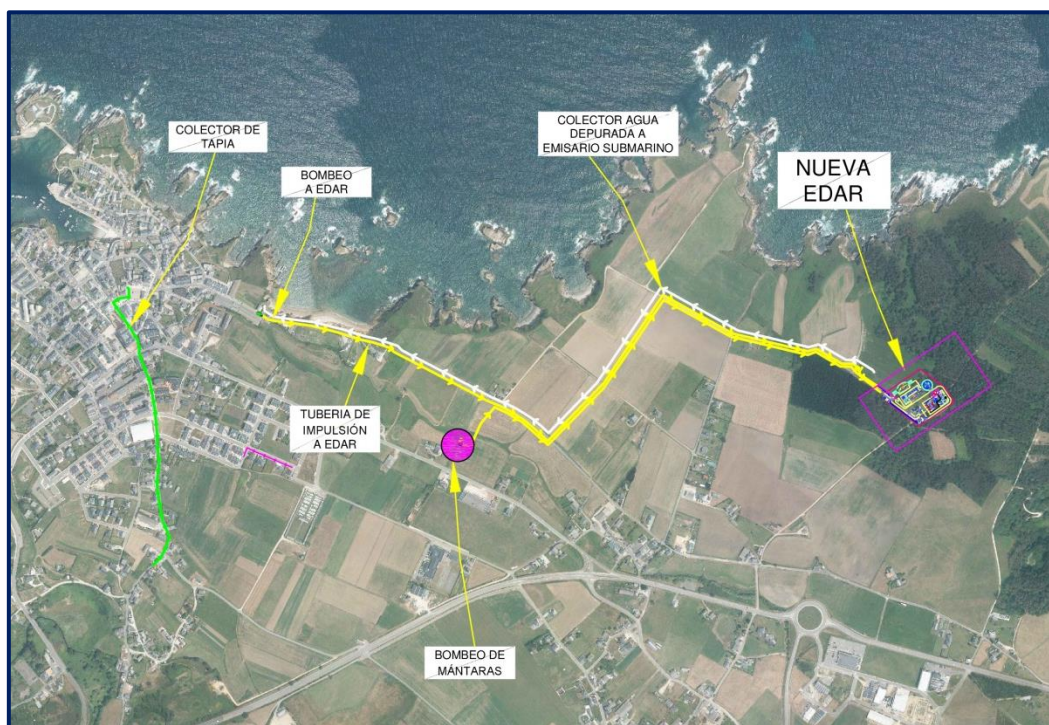 COLECTOR DE
TAPIA
BOMBEO
A EDAR
COLECTOR AGUA
DEPURADA A
EMISARIO SUBMARINO
NUEVA
EDAR
TUBERIA DE
IMPULSIÓN
A EDAR
BOMBEO DE
MÁNTARAS